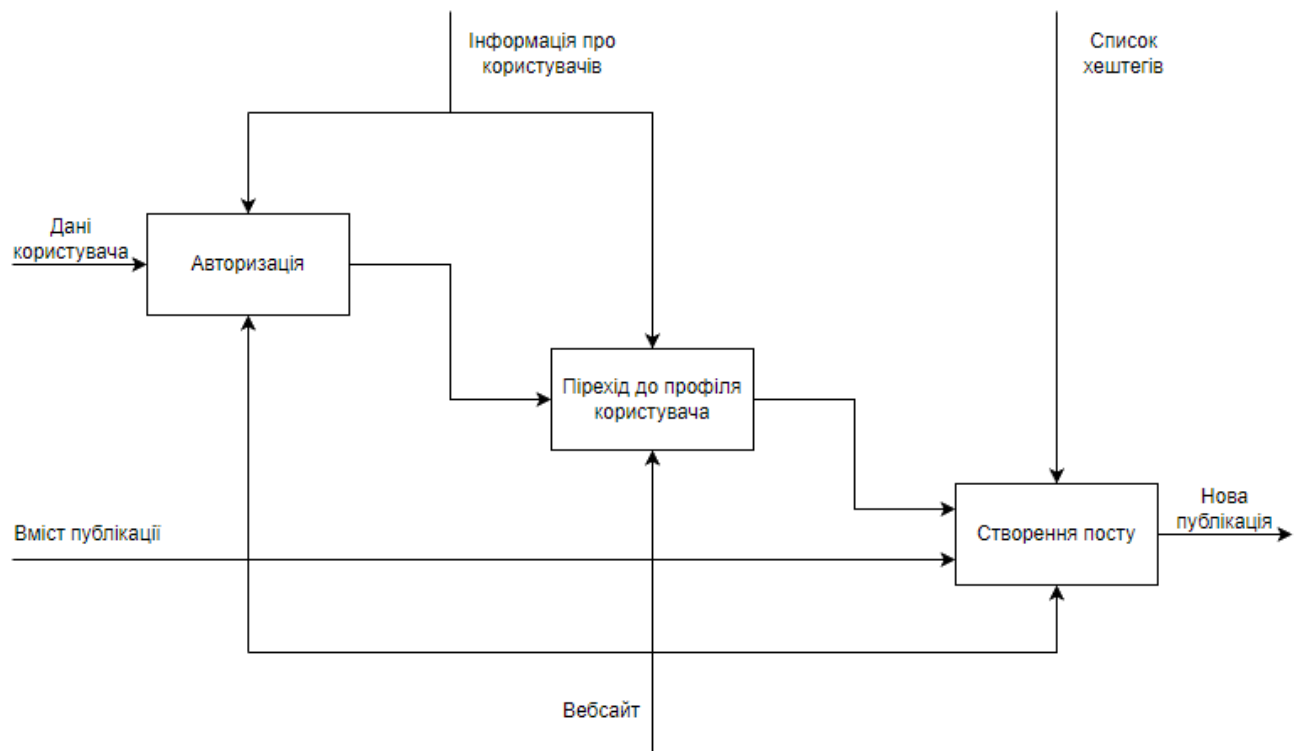 Інформація про
користувачів
Список
хештегів
Дані
користувача
Авторизація
Пірехід до профіля
користувача
Вміст публікації
Створення посту
Нова
публікація
Вебсайт